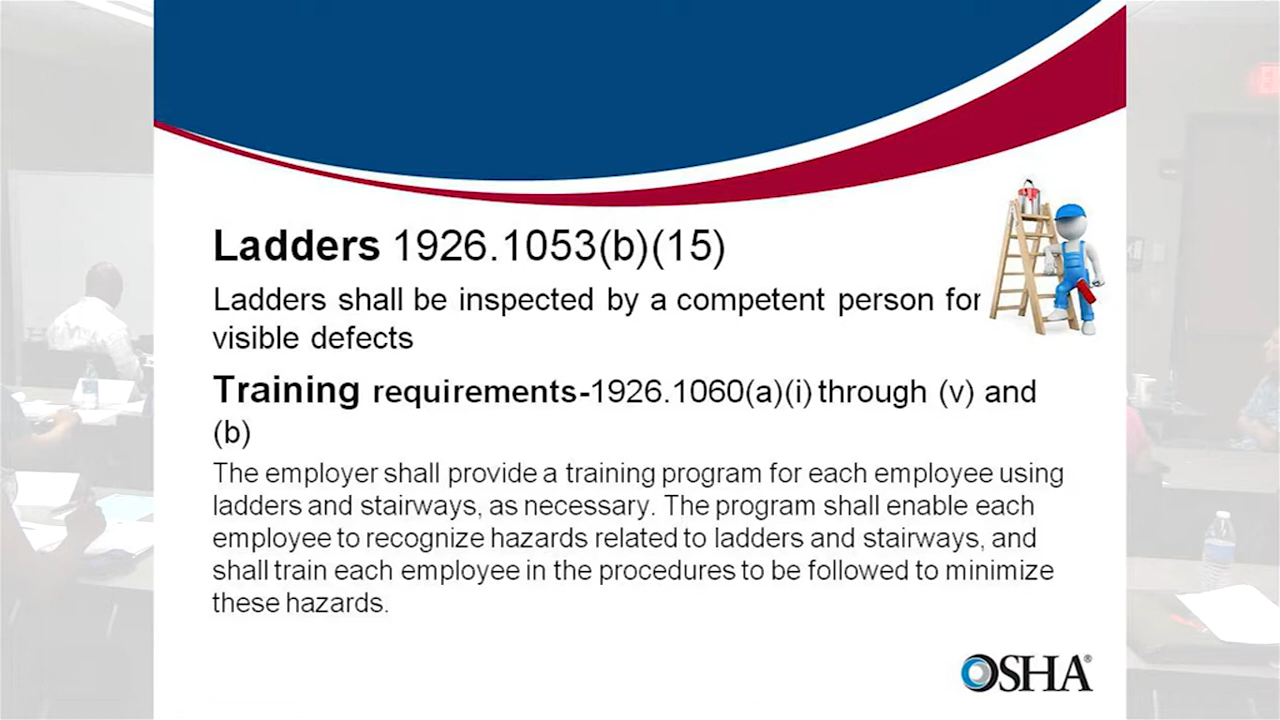 Ladders 1926.1053(b)(15)
Ladders shall be inspected by a competent person for
visible defects
Training requirements-1926.1060(a)(i) through (v) and
(b)
The employer shall provide a training program for each employee using
ladders and stairways, as necessary. The program shall enable each
employee to recognize hazards related to ladders and stairways, and
shall train each employee in the procedures to be followed to minimize
these hazards.
OSHA®